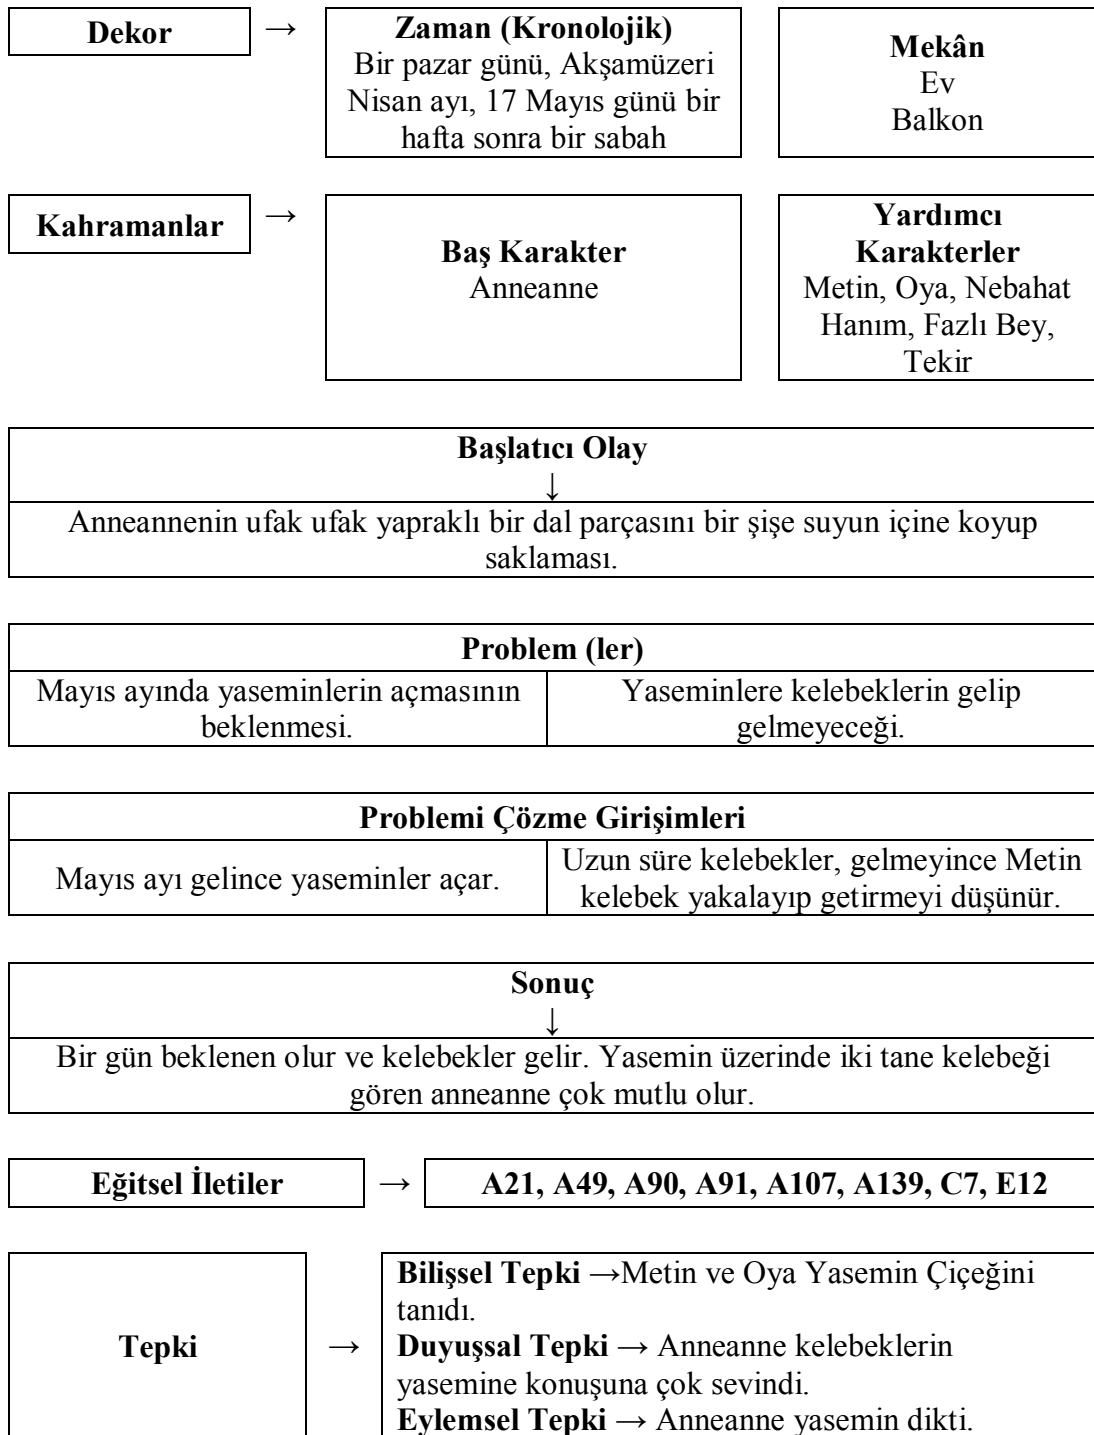 Dekor
→
Zaman (Kronolojik)
Bir pazar günü, Akşamüzeri
Nisan ayı, 17 Mayıs günü bir
hafta sonra bir sabah
Mekân
Ev
Balkon
Kahramanlar
→
Baş Karakter
Anneanne
Yardımcı
Karakterler
Metin, Oya, Nebahat
Hanım, Fazlı Bey,
Tekir
Başlatıcı Olay
↓
Anneannenin ufak ufak yapraklı bir dal parçasını bir şişe suyun içine koyup
saklaması.
Problem (ler)
Mayıs ayında yaseminlerin açmasının
beklenmesi.
Yaseminlere kelebeklerin gelip
gelmeyeceği.
Problemi Çözme Girişimleri
Mayıs ayı gelince yaseminler açar.
Uzun süre kelebekler, gelmeyince Metin
kelebek yakalayıp getirmeyi düşünür.
Sonuç
↓
Bir gün beklenen olur ve kelebekler gelir. Yasemin üzerinde iki tane kelebeği
gören anneanne çok mutlu olur.
Eğitsel İletiler
→
A21, A49, A90, A91, A107, A139, C7, E12
Tepki
→
Bilişsel Tepki →Metin ve Oya Yasemin Çiçeğini
tanıdı.
Duyuşsal Tepki → Anneanne kelebeklerin
yasemine konuşuna çok sevindi.
Eylemsel Tepki → Anneanne yasemin dikti.